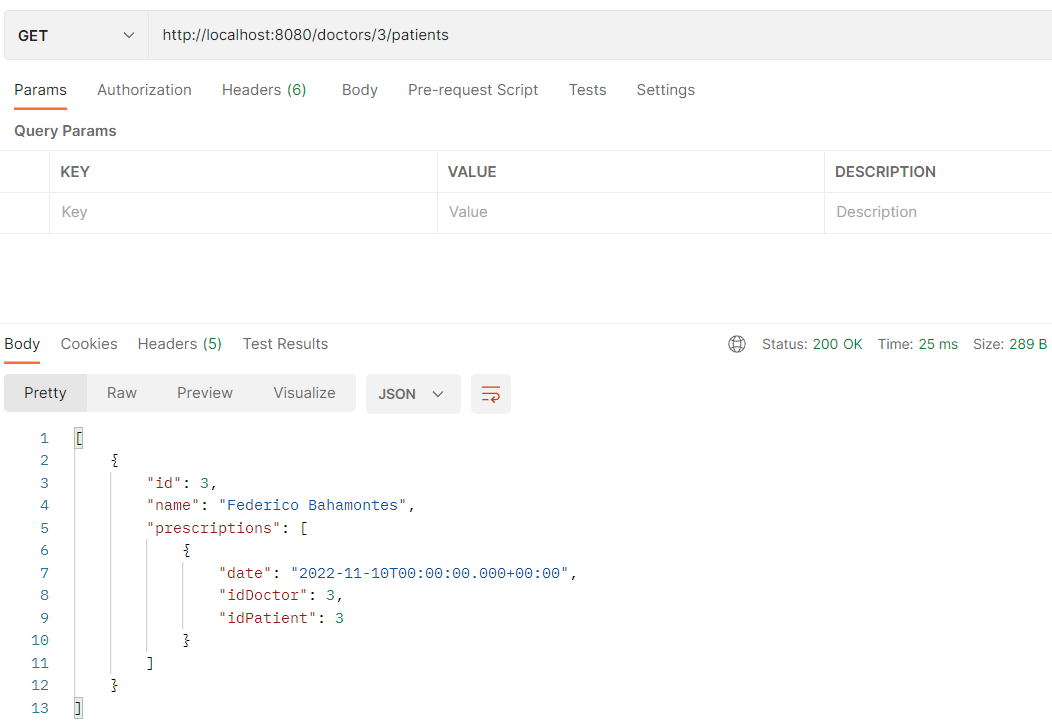 GET http://localhost:8080/doctors/3/patients
Params Authorization Headers (6) Body Pre-request Script Tests Settings
Query Params
KEY VALUE DESCRIPTION
Key Value Description
Body Cookies Headers (5) Test Results Status: 200 OK Time: 25 ms Size: 289 B
Pretty Raw Preview Visualize JSON
1 [
2 {
3 "id": 3,
4 "name": "Federico Bahamontes",
5 "prescriptions": [
6 {
7 "date": "2022-11-10T00:00:00.000+00:00",
8 "idDoctor": 3,
9 "idPatient": 3
10 }
11 ]
12 }
13 ]